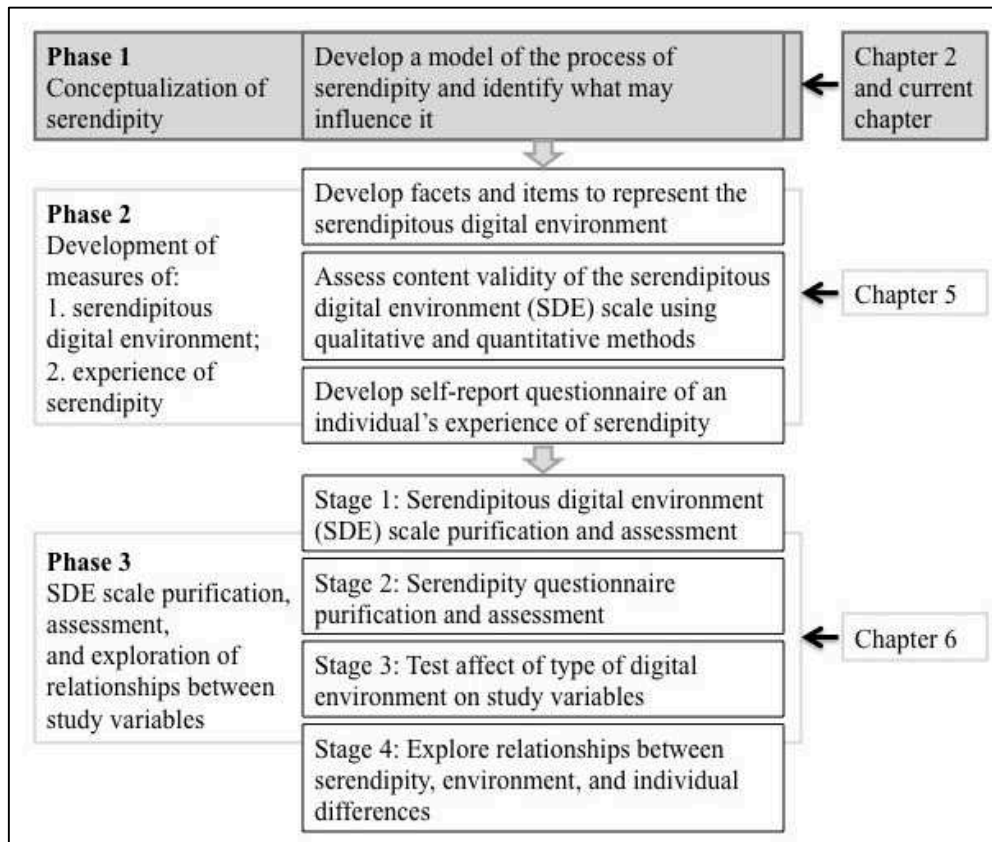 Phase 1
Conceptualization of
serendipity
Develop a model of the process of
serendipity and identify what may
influence it
Chapter 2
and current
chapter
Phase 2
Development of
measures of:
1. serendipitous
digital environment;
2. experience of
serendipity
Develop facets and items to represent the
serendipitous digital environment
Assess content validity of the serendipitous
digital environment (SDE) scale using
qualitative and quantitative methods
Develop self-report questionnaire of an
individual's experience of serendipity
Chapter 5
Phase 3
SDE scale purification,
assessment,
and exploration of
relationships between
study variables
Stage 1: Serendipitous digital environment
(SDE) scale purification and assessment
Stage 2: Serendipity questionnaire
purification and assessment
Stage 3: Test affect of type of digital
environment on study variables
Stage 4: Explore relationships between
serendipity, environment, and individual
differences
Chapter 6